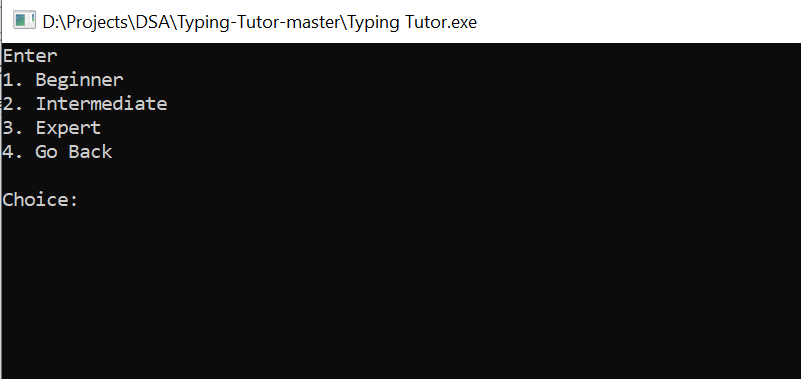 D:\Projects\DSA\Typing-Tutor-master\Typing Tutor.exe
Enter
1. Beginner
2. Intermediate
3. Expert
4. Go Back
Choice: